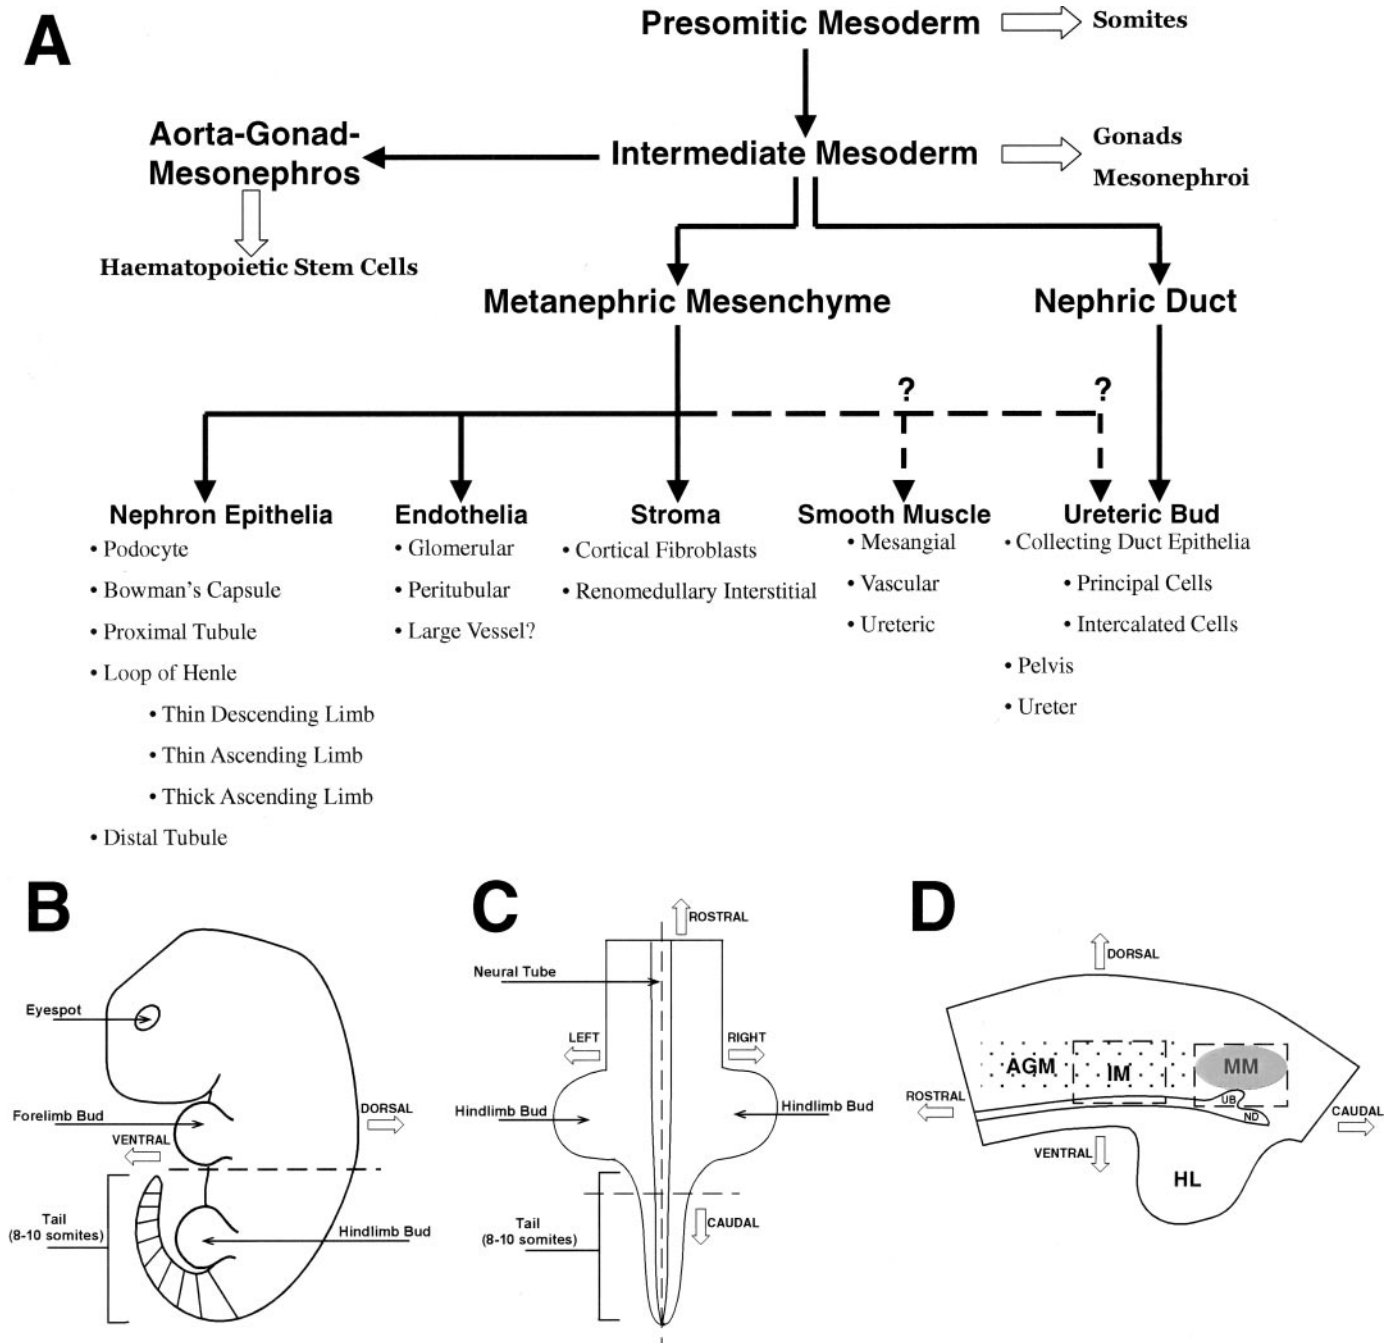 A
Presomitic Mesoderm
Somites
Aorta-Gonad-
Mesonephros
Intermediate Mesoderm
Gonads
Mesonephroi
Haematopoietic Stem Cells
Metanephric Mesenchyme
Nephric Duct
?
?
Nephron Epithelia
• Podocyte
• Bowman's Capsule
• Proximal Tubule
• Loop of Henle
• Thin Descending Limb
• Thin Ascending Limb
• Thick Ascending Limb
• Distal Tubule
Endothelia
• Glomerular
• Peritubular
• Large Vessel?
Stroma
• Cortical Fibroblasts
• Renomedullary Interstitial
Smooth Muscle
• Mesangial
• Vascular
• Ureteric
Ureteric Bud
• Collecting Duct Epithelia
• Principal Cells
• Intercalated Cells
• Pelvis
• Ureter
B
Eyespot
Forelimb Bud
VENTRAL
DORSAL
Tail
(8-10 somites)
Hindlimb Bud
C
ROSTRAL
Neural Tube
LEFT
RIGHT
Hindlimb Bud
Hindlimb Bud
Tail
(8-10 somites)
CAUDAL
D
DORSAL
AGM
IM
MM
ROSTRAL
UB
ND
CAUDAL
VENTRAL
HL